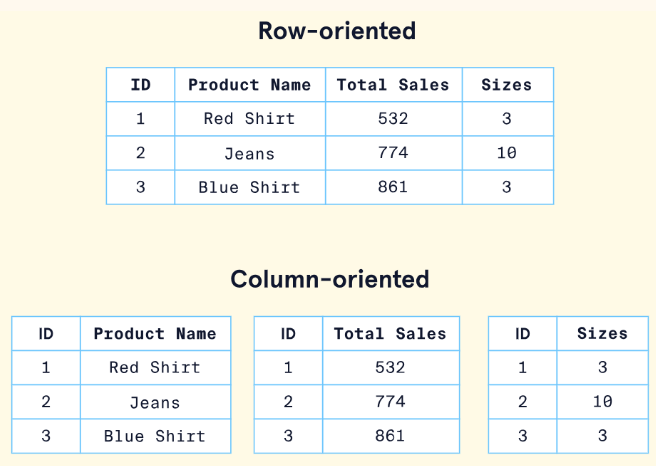 Row-oriented
ID Product Name Total Sales Sizes
1 Red Shirt 532 3
2 Jeans 774 10
3 Blue Shirt 861 3
Column-oriented
ID Product Name
1 Red Shirt
2 Jeans
3 Blue Shirt
ID Total Sales
1 532
2 774
3 861
ID Sizes
1 3
2 10
3 3